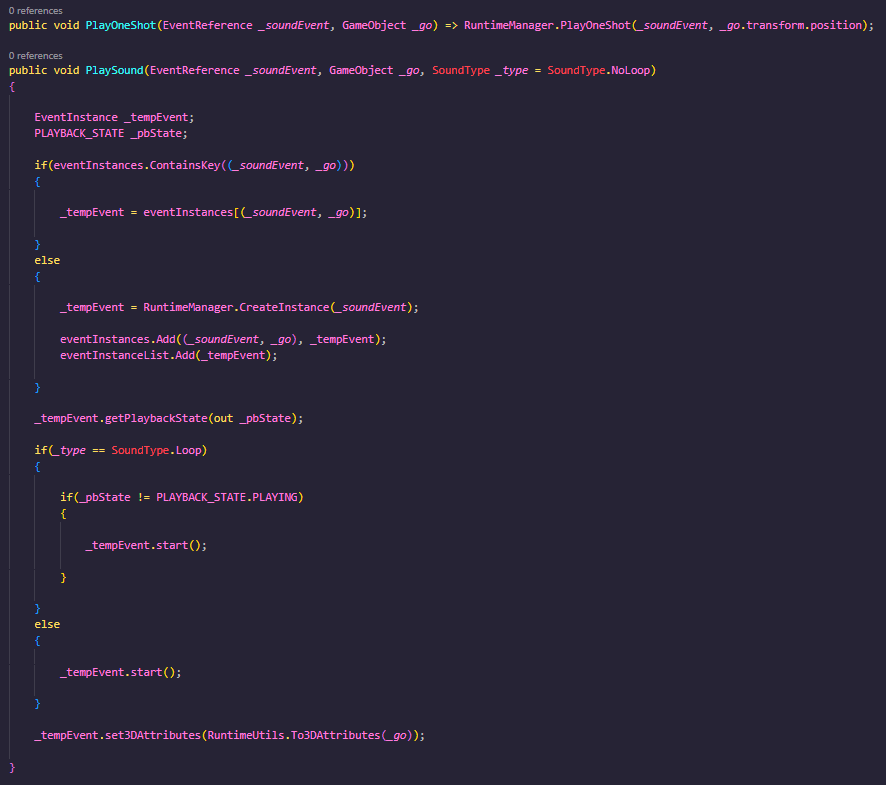 0 references
public void PlayOneShot(EventReference _soundEvent, GameObject _go) => RuntimeManager.PlayOneShot(_soundEvent, _go.transform.position);
0 references
public void PlaySound(EventReference _soundEvent, GameObject _go, SoundType _type = SoundType.NoLoop)
{
EventInstance _tempEvent;
PLAYBACK_STATE _pbState;
if(eventInstances.ContainsKey((_soundEvent, _go)))
{
_tempEvent = eventInstances[(_soundEvent, _go)];
}
else
{
_tempEvent = RuntimeManager.CreateInstance(_soundEvent);
eventInstances.Add((_soundEvent, _go), _tempEvent);
eventInstanceList.Add(_tempEvent);
}
_tempEvent.getPlaybackState(out _pbState);
if(_type == SoundType.Loop)
{
if(_pbState != PLAYBACK_STATE.PLAYING)
{
_tempEvent.start();
}
}
else
{
_tempEvent.start();
}
_tempEvent.set3DAttributes(RuntimeUtils.To3DAttributes(_go));
}